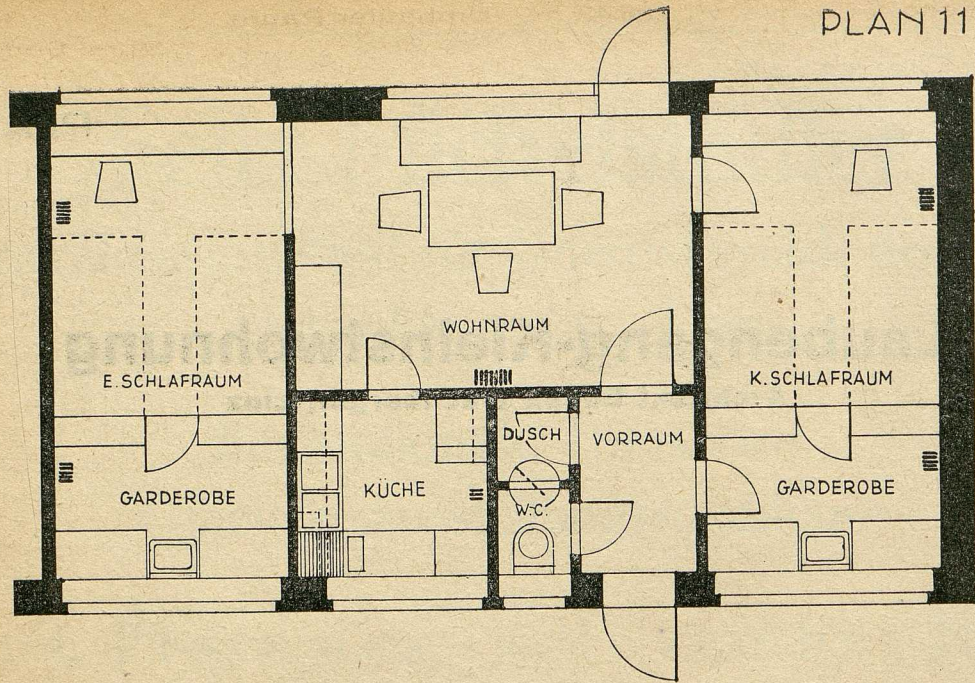 PLAN 11
WOHNRAUM
E.SCHLAFRAUM
K.SCHLAFRAUM
DUSCH
VORRAUM
GARDEROBE
KÜCHE
GARDEROBE
W.C.